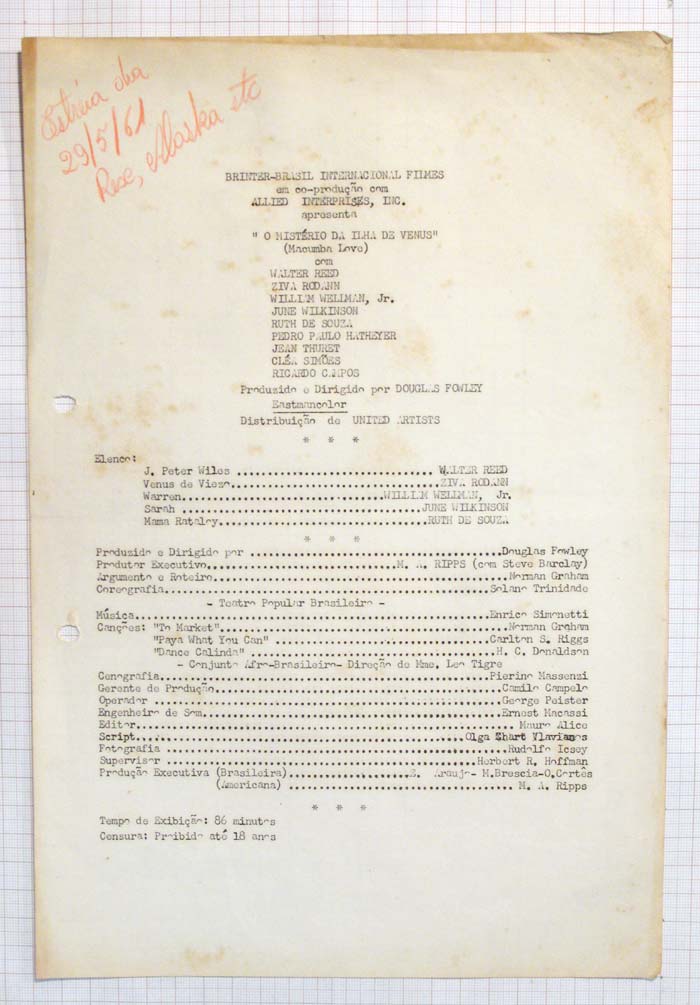 Estréia dia
29/5/61
Rex, Alaska etc
BRINTER-BRASIL INTERNACIONAL FILMES
em co-produção com
ALLIED INTERPRISES, INC.
apresenta
" O MISTÉRIO DA ILHA DE VENUS"
(Macumba Love)
com
WALTER REED
ZIVA RODANN
WILLIAM WELLMAN, Jr.
JUNE WILKINSON
RUTH DE SOUZA
PEDRO PAULO HATHEYER
JEAN THURET
CLÉA SIMÕES
RICARDO CAMPOS
Produzido e Dirigido por DOUGLAS FOWLEY
Eastmancolor
Distribuição de UNITED ARTISTS
* * *
Elenco:
J. Peter Wiles ................................ WALTER REED
Venus de Viezo.................................ZIVA RODANN
Warren................................WILLIAM WELLMAN, Jr.
Sarah ......................................JUNE WILKINSON
Mama Rataloy.................................RUTH DE SOUZA
* * *
Produzido e Dirigido por .........................................Douglas Fowley
Produtor Executivo...............................M. A. RIPPS (com Steve Barclay)
Argumento e Roteiro...............................................Norman Graham
Coreografia....................................................Solano Trinidade
- Teatro Popular Brasileiro -
Música.........................................................Enrico Simonetti
Canções: "To Market"..............................................Norman Graham
"Paya What You Can" .......................................Carlton S. Riggs
"Dance Calinda" .........................................H. C. Donaldson
- Conjunto Afro-Brasileiro- Direção de Mme. Leo Tigre
Cenografia.....................................................Pierino Massenzi
Gerente de Produção..............................................Camilo Campelo
Operador ........................................................George Pfister
Engenheiro de Som................................................Ernest Macassi
Editor.............................................................. Mauro Alice
Script.....................................................Olga Vlavianos
Fotografia .......................................................Rudolfo Icsey
Supervisor ..................................................Herbert R. Hoffman
Produção Executiva (Brasileira)....................E. Araujo- M.Brescia-O.Cortês
(Americana) ..................................... M. A. Ripps
* * *
Tempo de Exibição: 86 minutos
Censura: Proibido até 18 anos